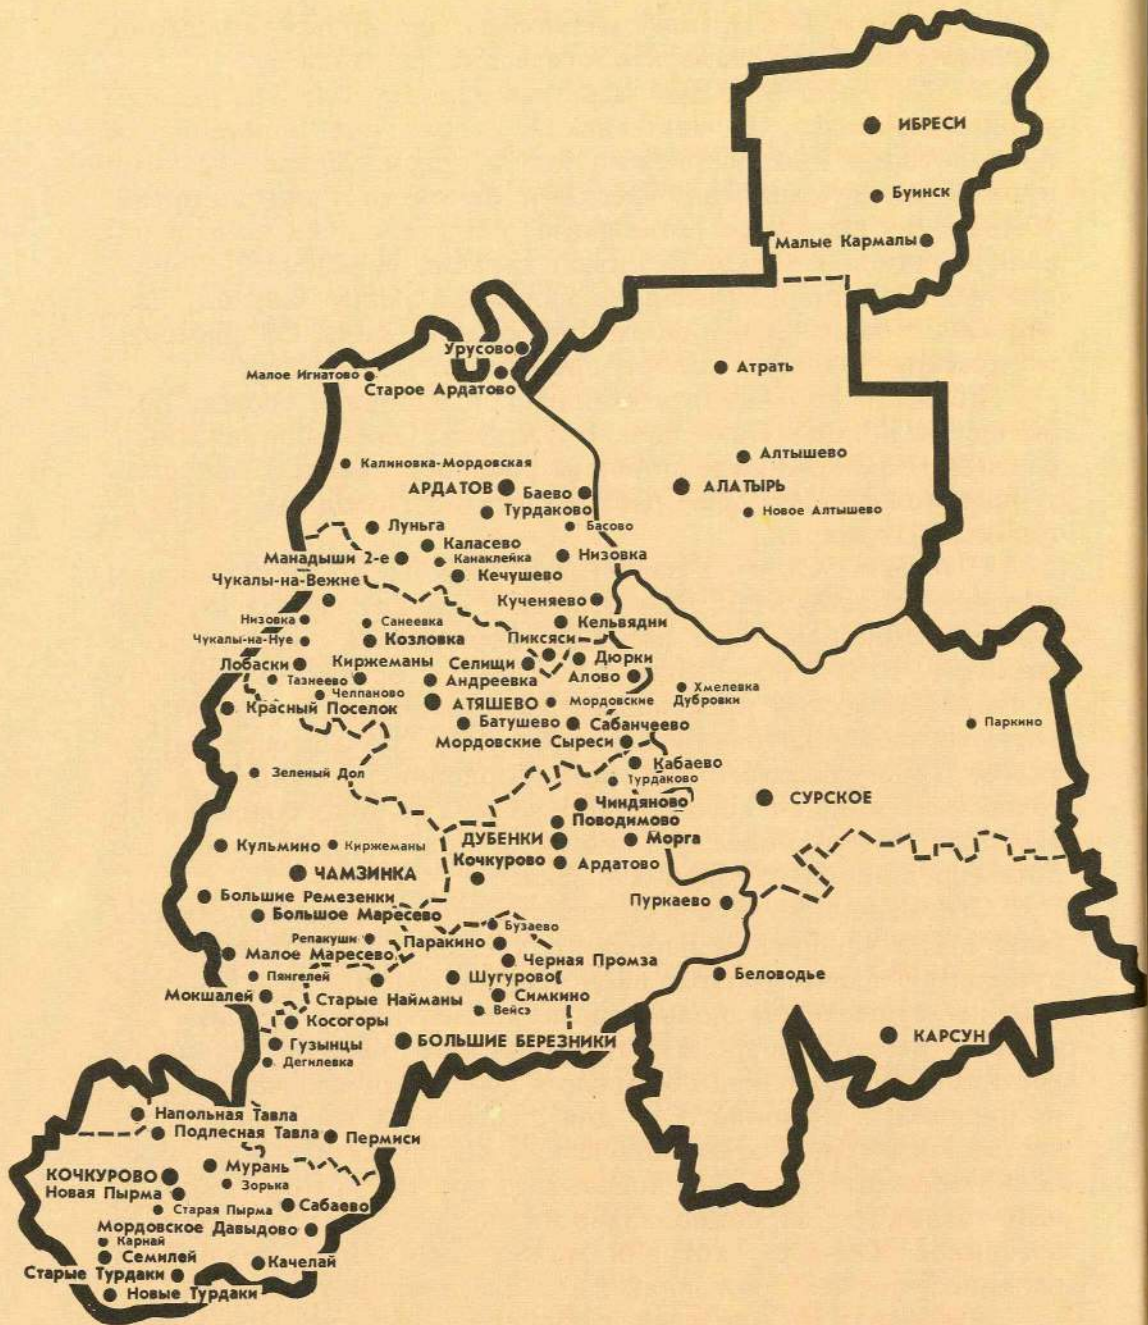 ИБРЕСИ
Буинск
Малые Кармалы
Урусово
Малое Игнатово
Старое Ардатово
Атрать
Калиновка-Мордовская
Алтышево
АРДАТОВ
Баево
АЛАТЫРЬ
Турдаково
Новое Алтышево
Луньга
Басово
Каласево
Манадыши 2-е
Канаклейка
Низовка
Кечушево
Чукалы-на-Вежне
Кученяево
Низовка
Санеевка
Кельвядни
Чукалы-на-Нуе
Козловка
Пиксяси
Лобаски
Киржеманы
Селищи
Дюрки
Тазнеево
Андреевка
Алово
Челпаново
Хмелевка
АТЯШЕВО
Мордовские Дубровки
Красный Поселок
Батушево
Сабанчеево
Паркино
Мордовские Сыреси
Кабаево
Зеленый Дол
Турдаково
Чиндяново
СУРСКОЕ
Поводимово
ДУБЕНКИ
Морга
Кульмино
Киржеманы
Кочкурово
Ардатово
ЧАМЗИНКА
Большие Ремезенки
Пуркаево
Большое Маресево
Бузаево
Репакуши
Паракино
Малое Маресево
Черная Промза
Пянгелей
Шугурово
Беловодье
Мокшалей
Старые Найманы
Симкино
Вейсэ
Косогоры
БОЛЬШИЕ БЕРЕЗНИКИ
КАРСУН
Гузынцы
Дегилевка
Напольная Тавла
Подлесная Тавла
Пермиси
Мурань
КОЧКУРОВО
Зорька
Новая Пырма
Старая Пырма
Сабаево
Мордовское Давыдово
Карнай
Семилей
Качелай
Старые Турдаки
Новые Турдаки